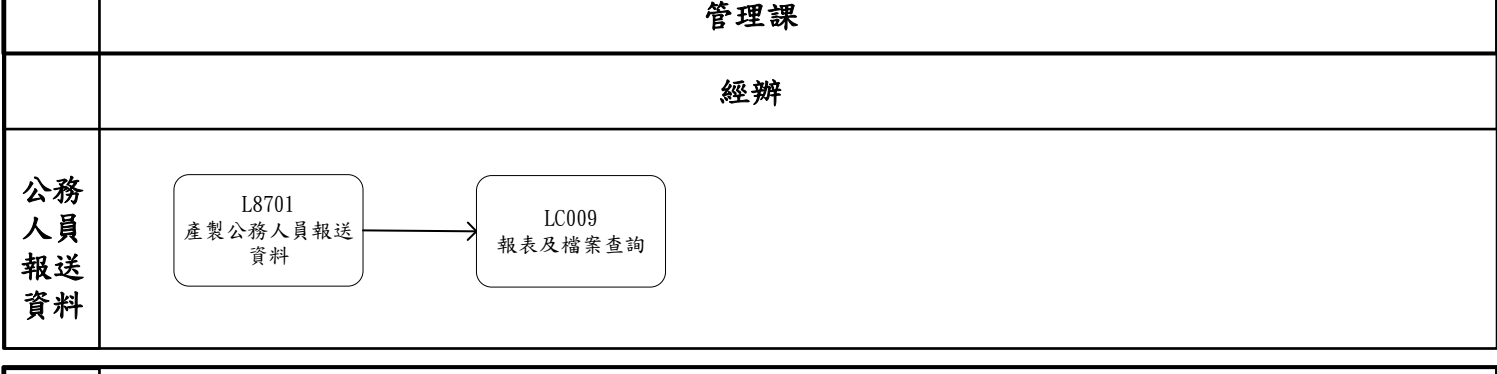 管理課
經辦
公務
人員
報送
資料
L8701
產製公務人員報送
資料
LC009
報表及檔案查詢